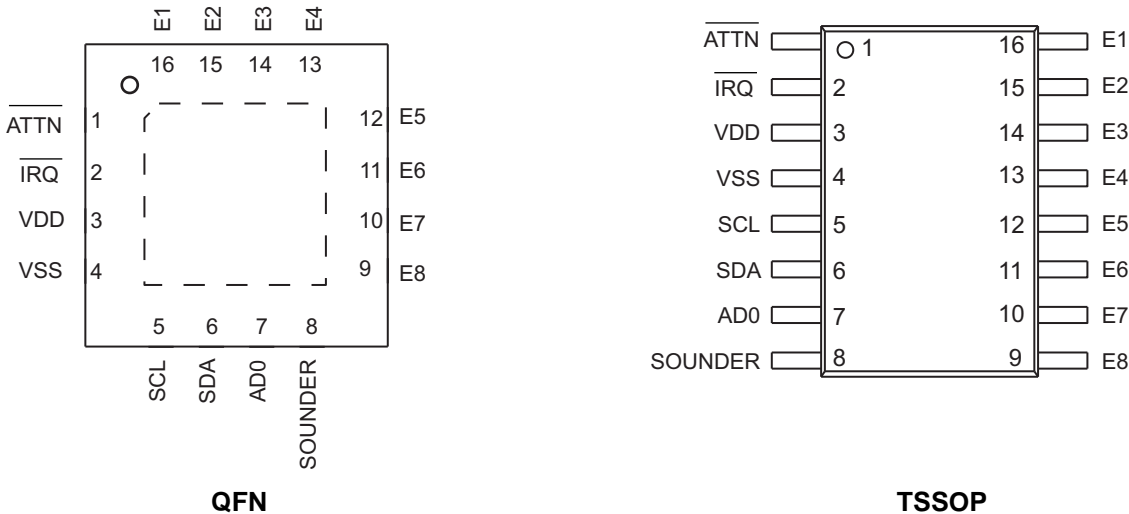 E1 E2 E3 E4
16 15 14 13
ATTN 1 12 E5
IRQ 2 11 E6
VDD 3 10 E7
VSS 4 9 E8
5 6 7 8
SCL SDA AD0 SOUNDER
QFN
ATTN 1 16 E1
IRQ 2 15 E2
VDD 3 14 E3
VSS 4 13 E4
SCL 5 12 E5
SDA 6 11 E6
AD0 7 10 E7
SOUNDER 8 9 E8
TSSOP